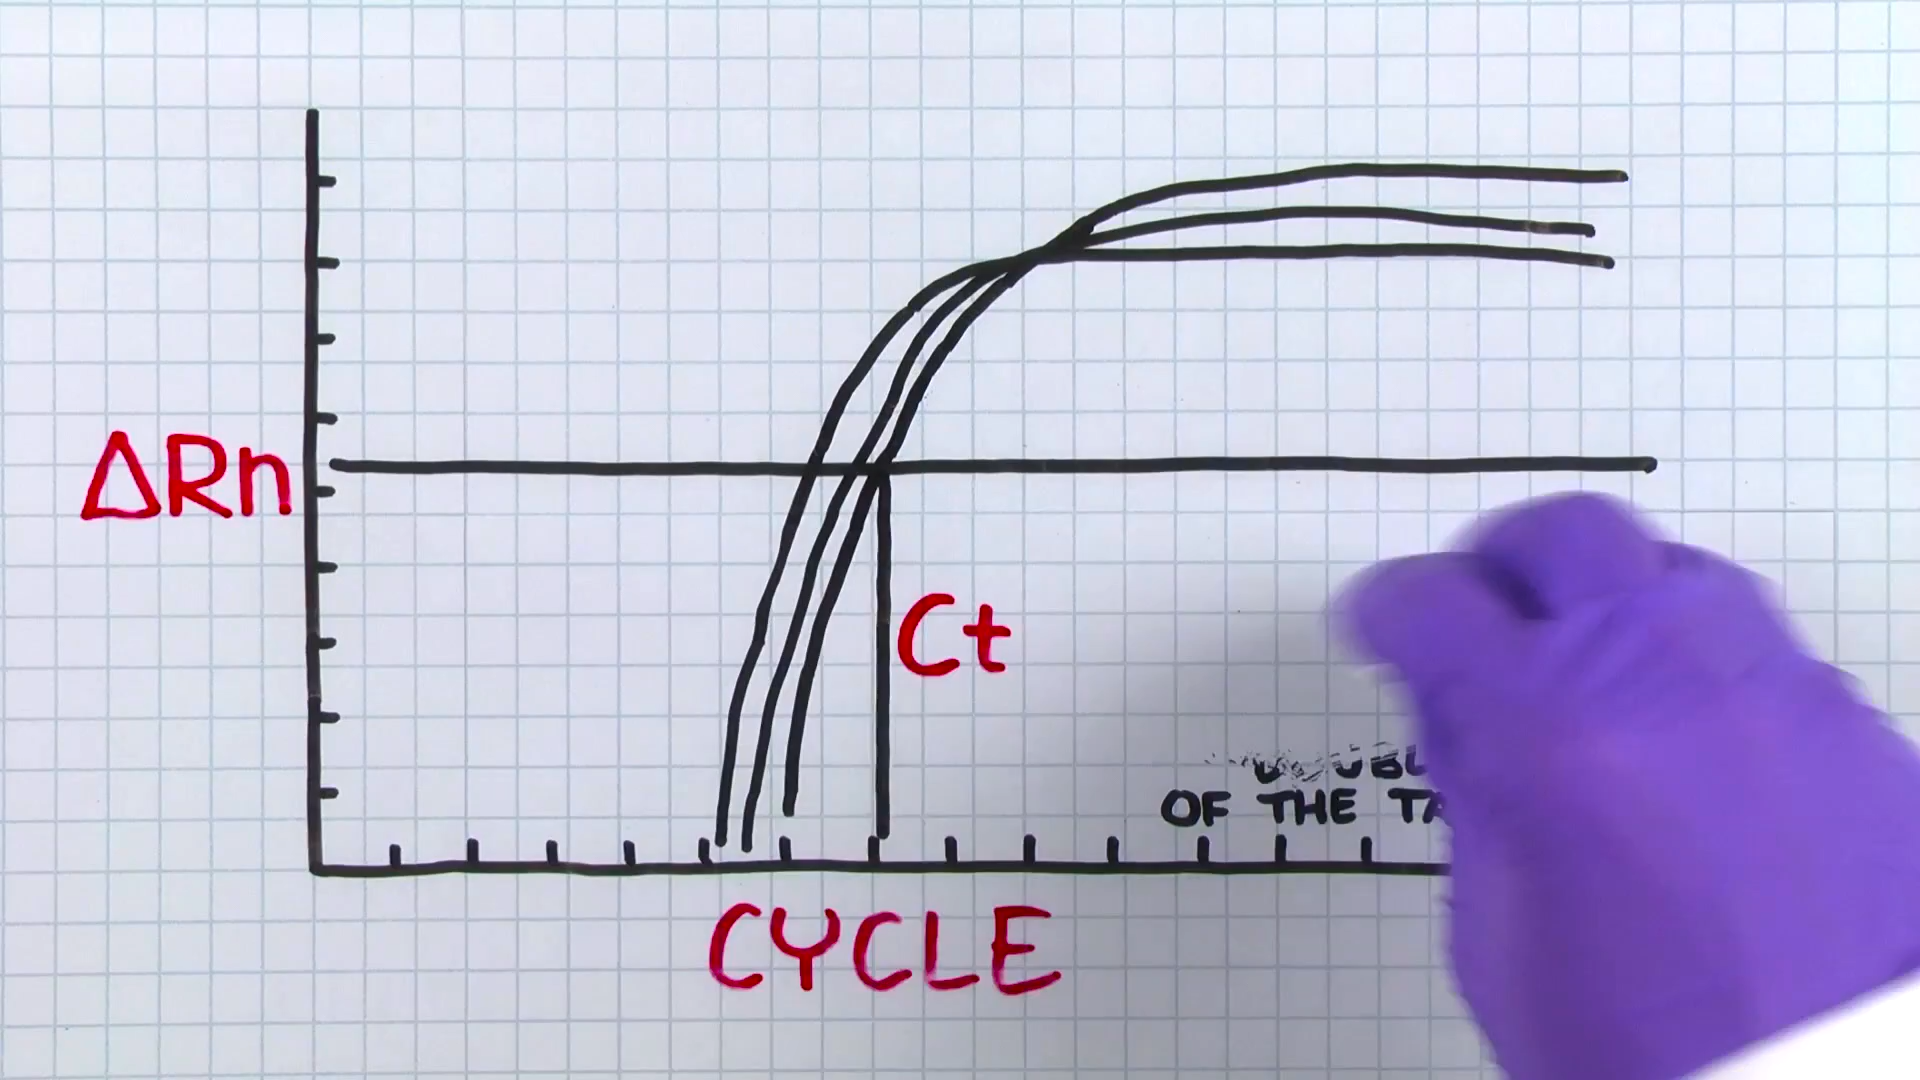 ΔRn
Ct
OF THE
CYCLE